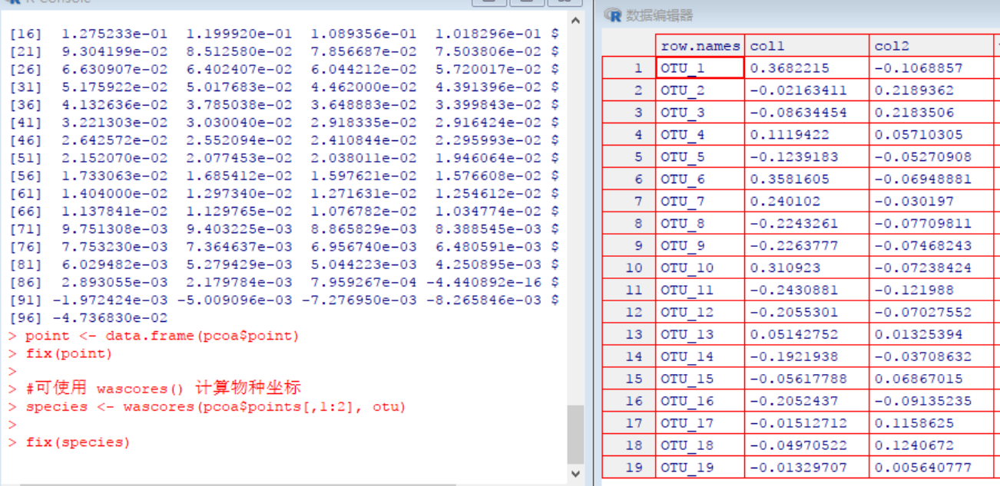 R Console
[16] 1.275233e-01 1.199920e-01 1.089356e-01 1.018296e-01 $
[21] 9.304199e-02 8.512580e-02 7.856687e-02 7.503806e-02 $
[26] 6.630907e-02 6.402407e-02 6.044212e-02 5.720017e-02 $
[31] 5.175922e-02 5.017683e-02 4.462000e-02 4.391396e-02 $
[36] 4.132636e-02 3.785038e-02 3.648883e-02 3.399843e-02 $
[41] 3.221303e-02 3.030040e-02 2.918335e-02 2.916424e-02 $
[46] 2.642572e-02 2.552094e-02 2.410844e-02 2.295993e-02 $
[51] 2.152070e-02 2.077453e-02 2.038011e-02 1.946064e-02 $
[56] 1.733063e-02 1.685412e-02 1.597621e-02 1.576608e-02 $
[61] 1.404000e-02 1.297340e-02 1.271631e-02 1.254612e-02 $
[66] 1.137841e-02 1.129765e-02 1.076782e-02 1.034774e-02 $
[71] 9.751308e-03 9.403225e-03 8.865829e-03 8.388545e-03 $
[76] 7.753230e-03 7.364637e-03 6.956740e-03 6.480591e-03 $
[81] 6.029482e-03 5.279429e-03 5.044223e-03 4.250895e-03 $
[86] 2.893055e-03 2.179784e-03 7.959267e-04 -4.440892e-16 $
[91] -1.972424e-03 -5.009096e-03 -7.276950e-03 -8.265846e-03 $
[96] -4.736830e-02
> point <- data.frame(pcoa$point)
> fix(point)
>
> #可使用 wascores() 计算物种坐标
> species <- wascores(pcoa$points[,1:2], otu)
>
> fix(species)
数据编辑器
row.names col1 col2
1 OTU_1 0.3682215 -0.1068857
2 OTU_2 -0.02163411 0.2189362
3 OTU_3 -0.08634454 0.2183506
4 OTU_4 0.1119422 0.05710305
5 OTU_5 -0.1239183 -0.05270908
6 OTU_6 0.3581605 -0.06948881
7 OTU_7 0.240102 -0.030197
8 OTU_8 -0.2243261 -0.07709811
9 OTU_9 -0.2263777 -0.07468243
10 OTU_10 0.310923 -0.07238424
11 OTU_11 -0.2430881 -0.121988
12 OTU_12 -0.2055301 -0.07027552
13 OTU_13 0.05142752 0.01325394
14 OTU_14 -0.1921938 -0.03708632
15 OTU_15 -0.05617788 0.06867015
16 OTU_16 -0.2052437 -0.09135235
17 OTU_17 -0.01512712 0.1158625
18 OTU_18 -0.04970522 0.1240672
19 OTU_19 -0.01329707 0.005640777